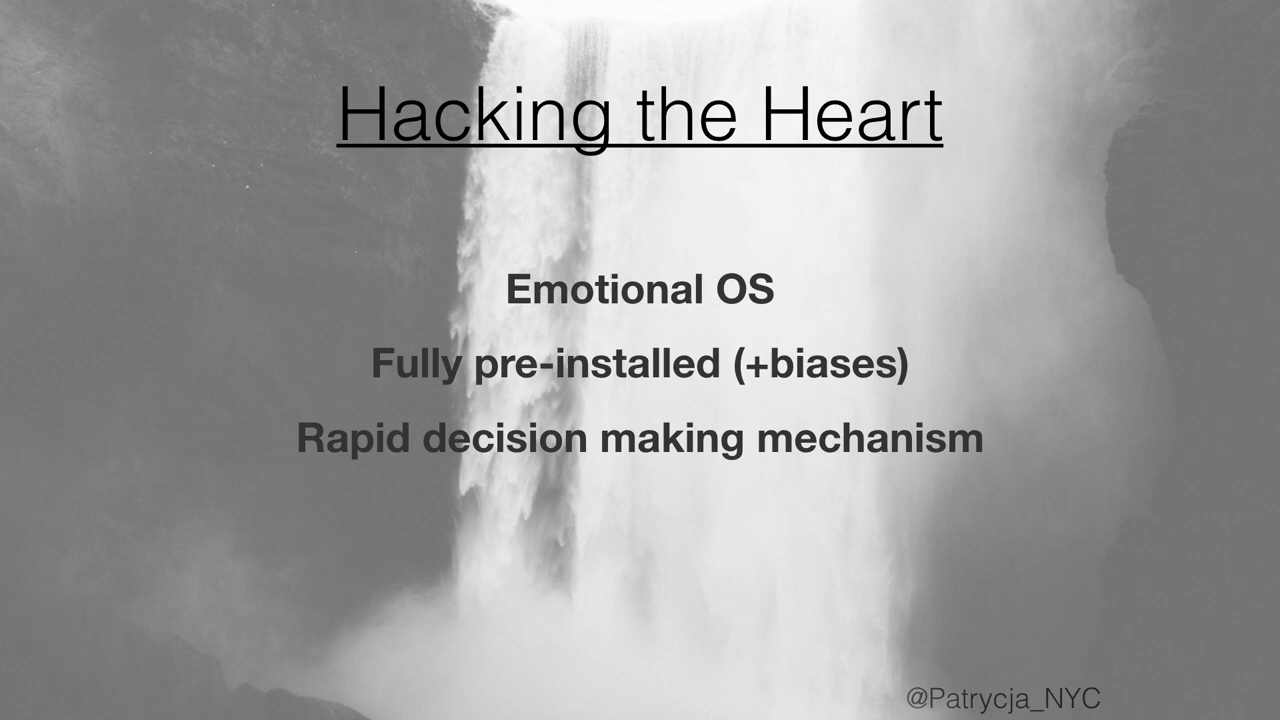 Hacking the Heart
Emotional OS
Fully pre-installed (+biases)
Rapid decision making mechanism
@Patrycja_NYC